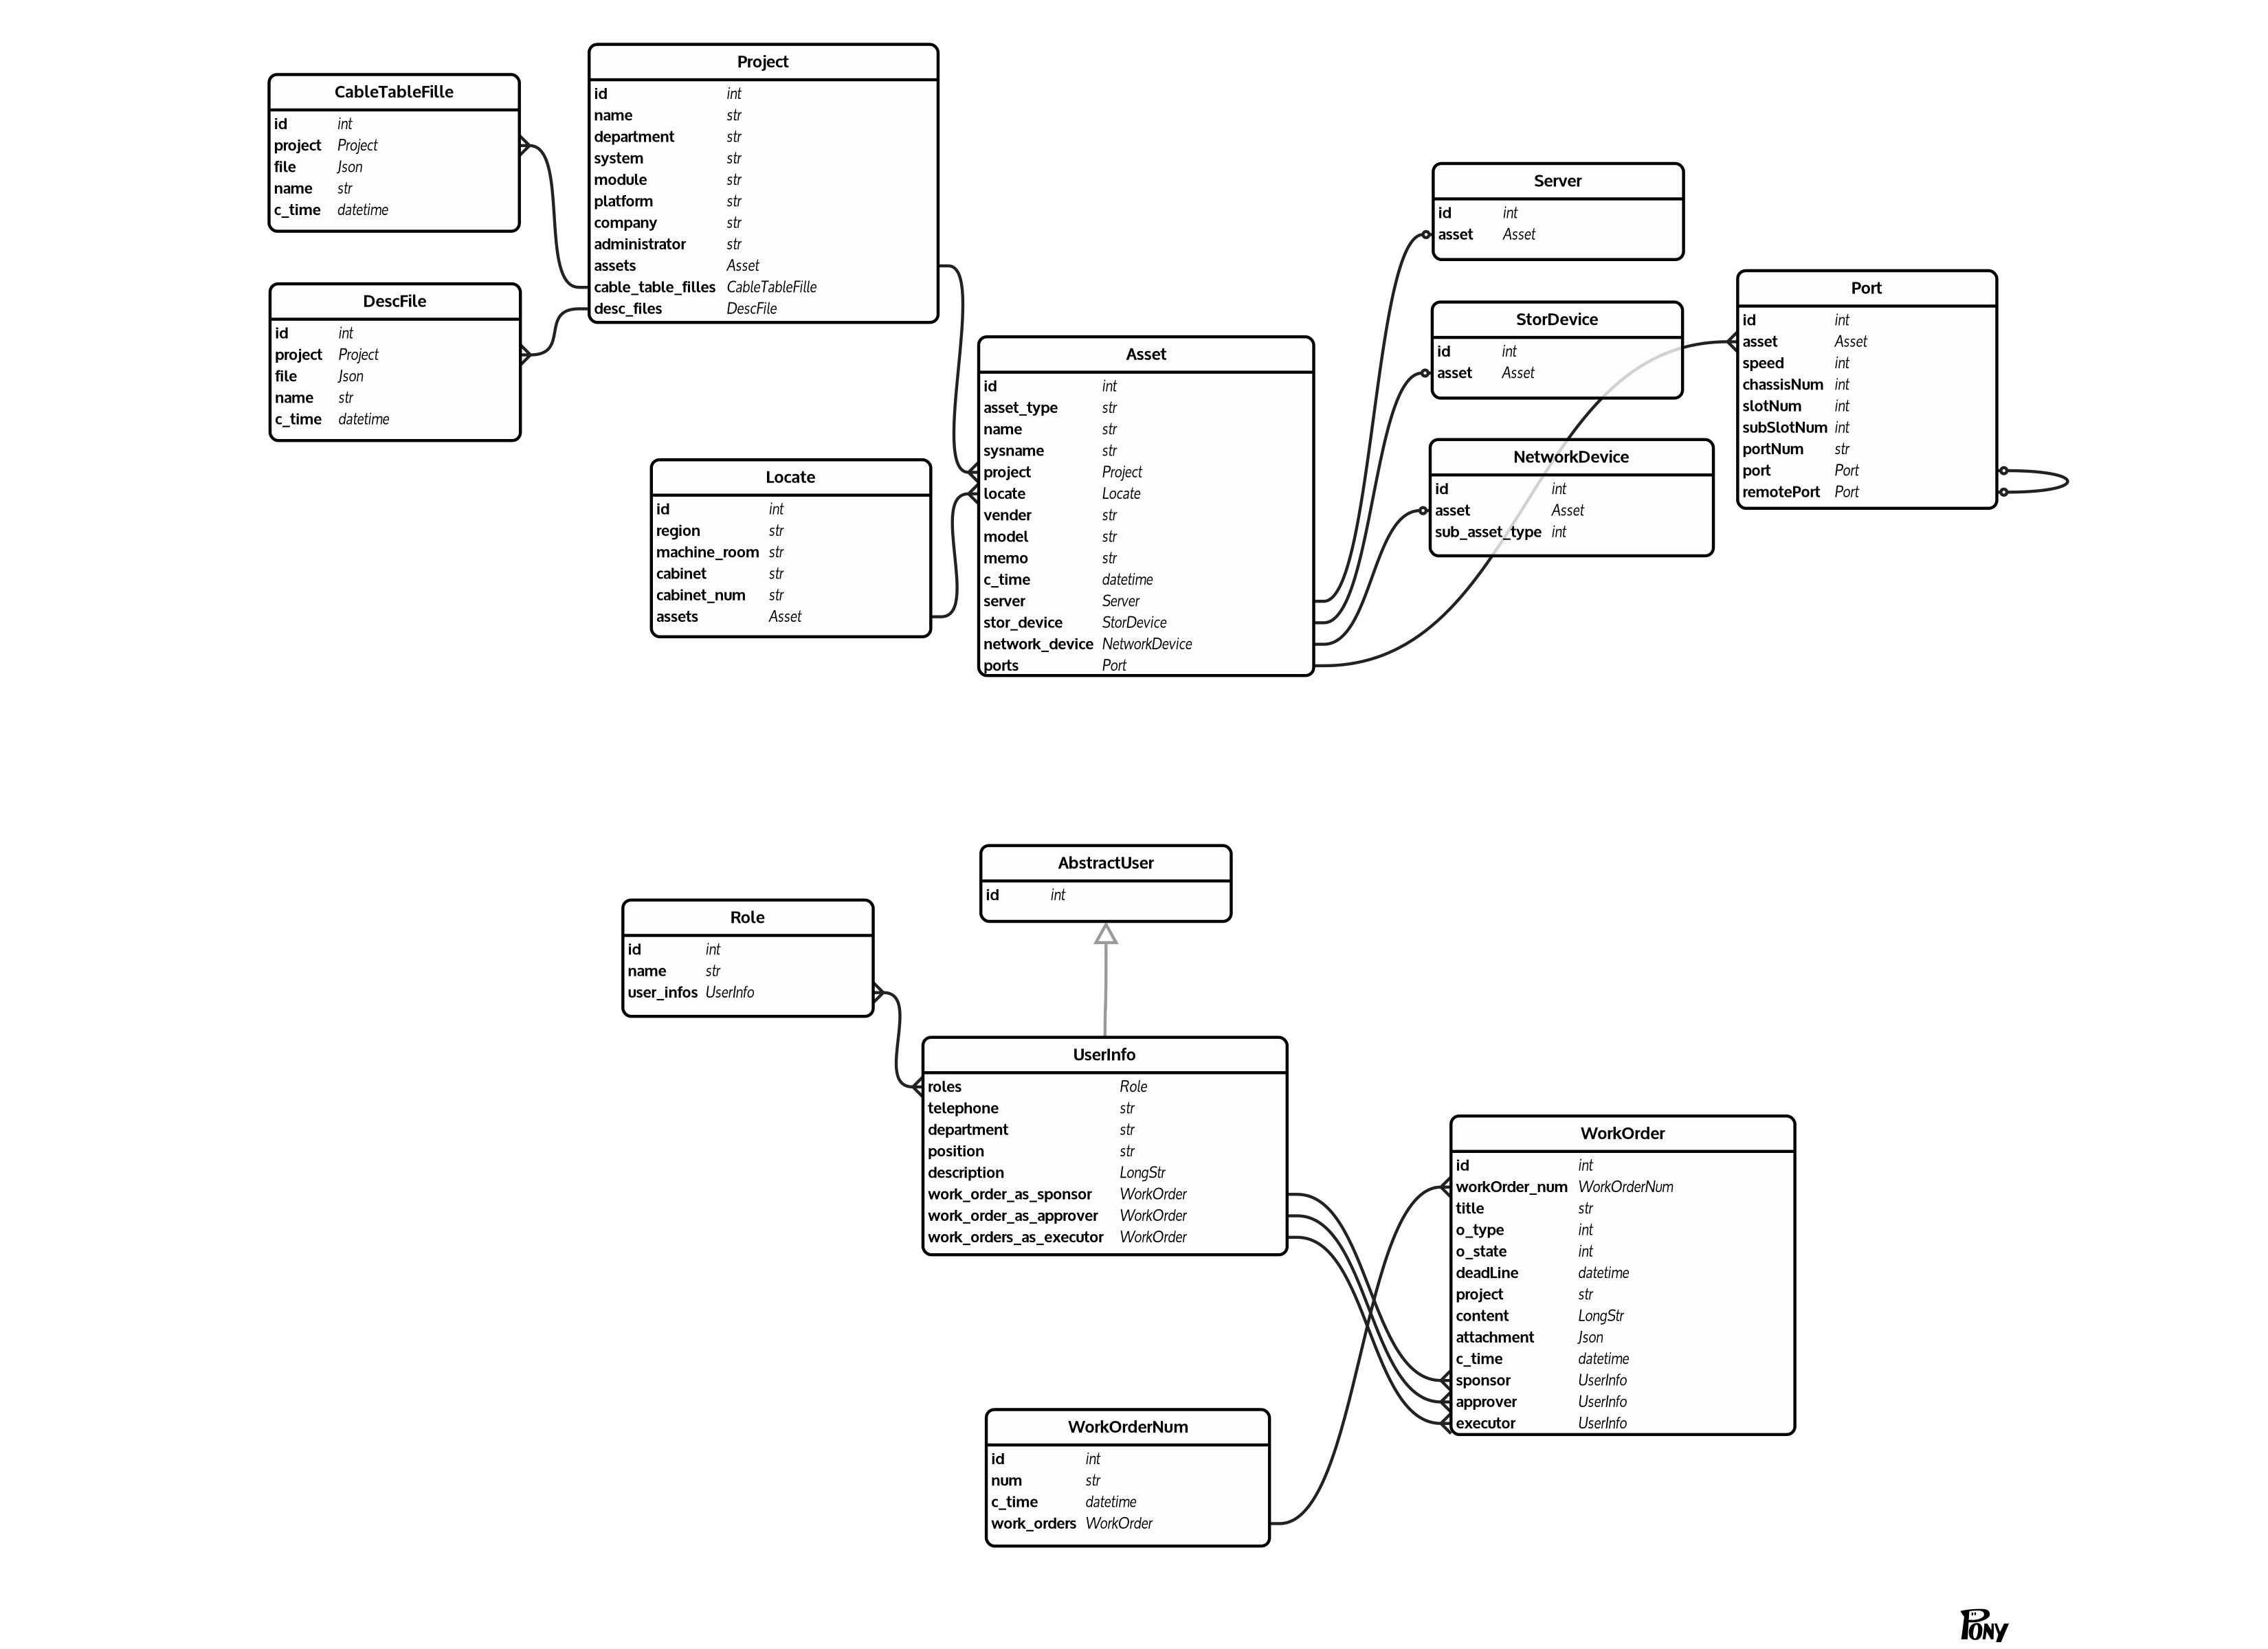 Project
id int
name str
department str
system str
module str
platform str
company str
administrator str
assets Asset
cable_table_filles CableTableFille
desc_files DescFile
CableTableFille
id int
project Project
file Json
name str
c_time datetime
DescFile
id int
project Project
file Json
name str
c_time datetime
Locate
id int
region str
machine_room str
cabinet str
cabinet_num str
assets Asset
Asset
id int
asset_type str
name str
sysname str
project Project
locate Locate
vender str
model str
memo str
c_time datetime
server Server
stor_device StorDevice
network_device NetworkDevice
ports Port
Server
id int
asset Asset
StorDevice
id int
asset Asset
NetworkDevice
id int
asset Asset
sub_asset_type int
Port
id int
asset Asset
speed int
chassisNum int
slotNum int
subSlotNum int
portNum str
port Port
remotePort Port
AbstractUser
id int
Role
id int
name str
user_infos UserInfo
UserInfo
roles Role
telephone str
department str
position str
description LongStr
work_order_as_sponsor WorkOrder
work_order_as_approver WorkOrder
work_orders_as_executor WorkOrder
WorkOrder
id int
workOrder_num WorkOrderNum
title str
o_type int
o_state int
deadLine datetime
project str
content LongStr
attachment Json
c_time datetime
sponsor UserInfo
approver UserInfo
executor UserInfo
WorkOrderNum
id int
num str
c_time datetime
work_orders WorkOrder
PONY